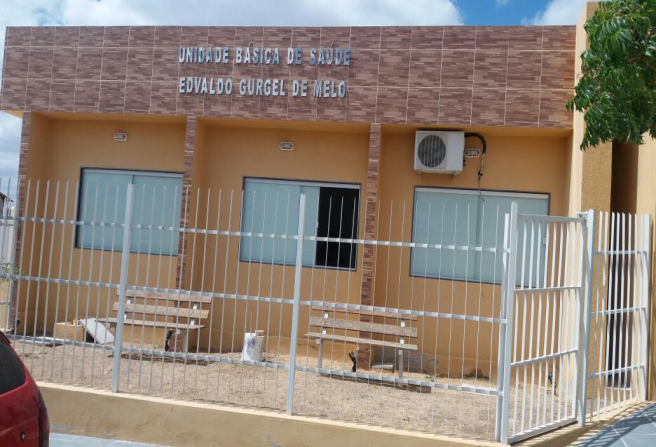 UNIDADE BÁSICA DE SAÚDE
EDVALDO GURGEL DE MELO